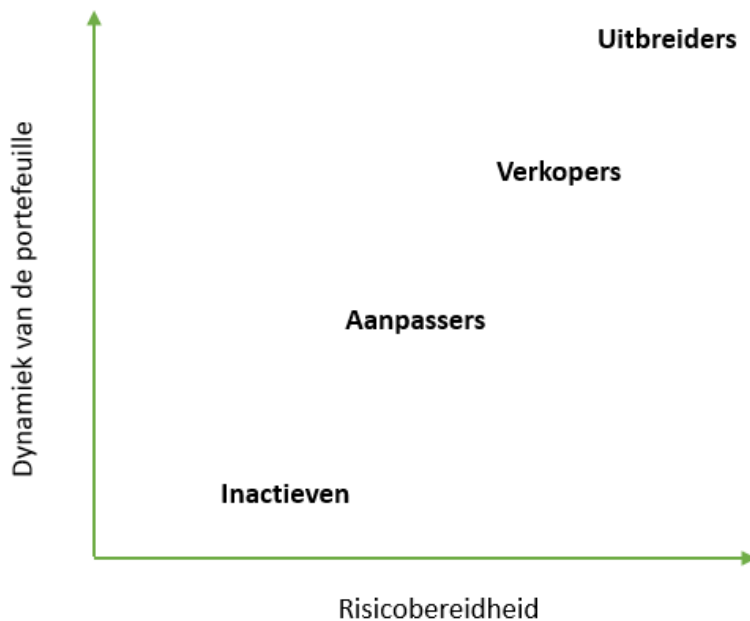 Uitbreiders
Verkopers
Dynamiek van de portefeuille
Aanpassers
Inactieven
Risicobereidheid